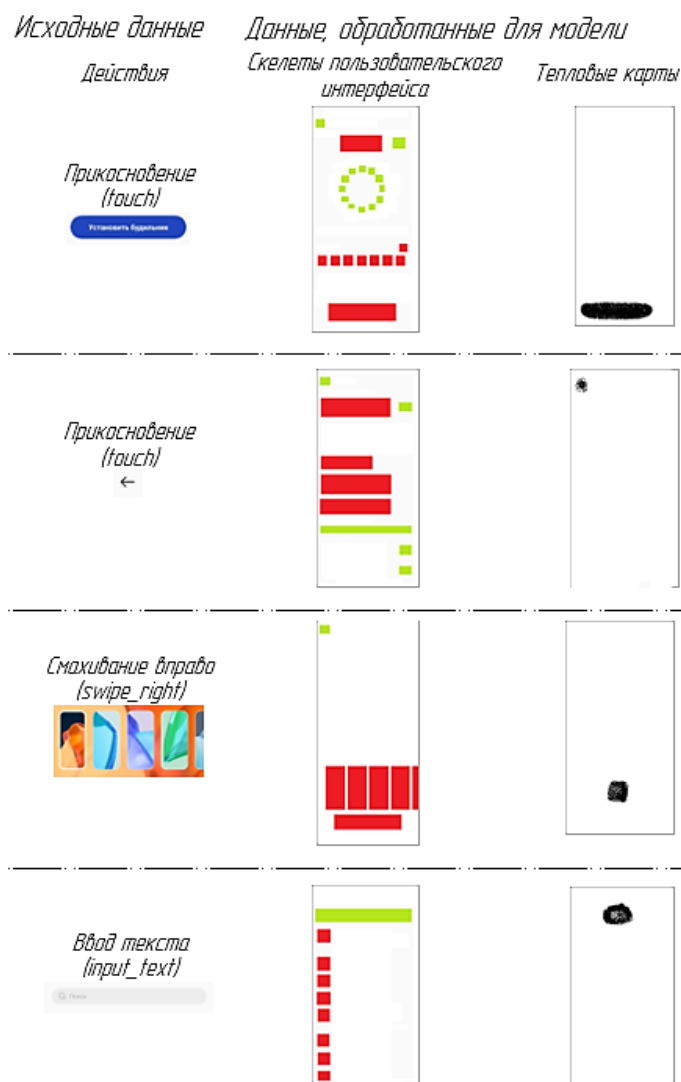 Исходные данные
Данные, обработанные для модели
Действия
Скелеты пользовательского
интерфейса
Тепловые карты
Прикосновение
(touch)
Установить будильник
Прикосновение
(touch)
Смахивание вправо
(swipe_right)
Ввод текста
(input_text)
Поиск